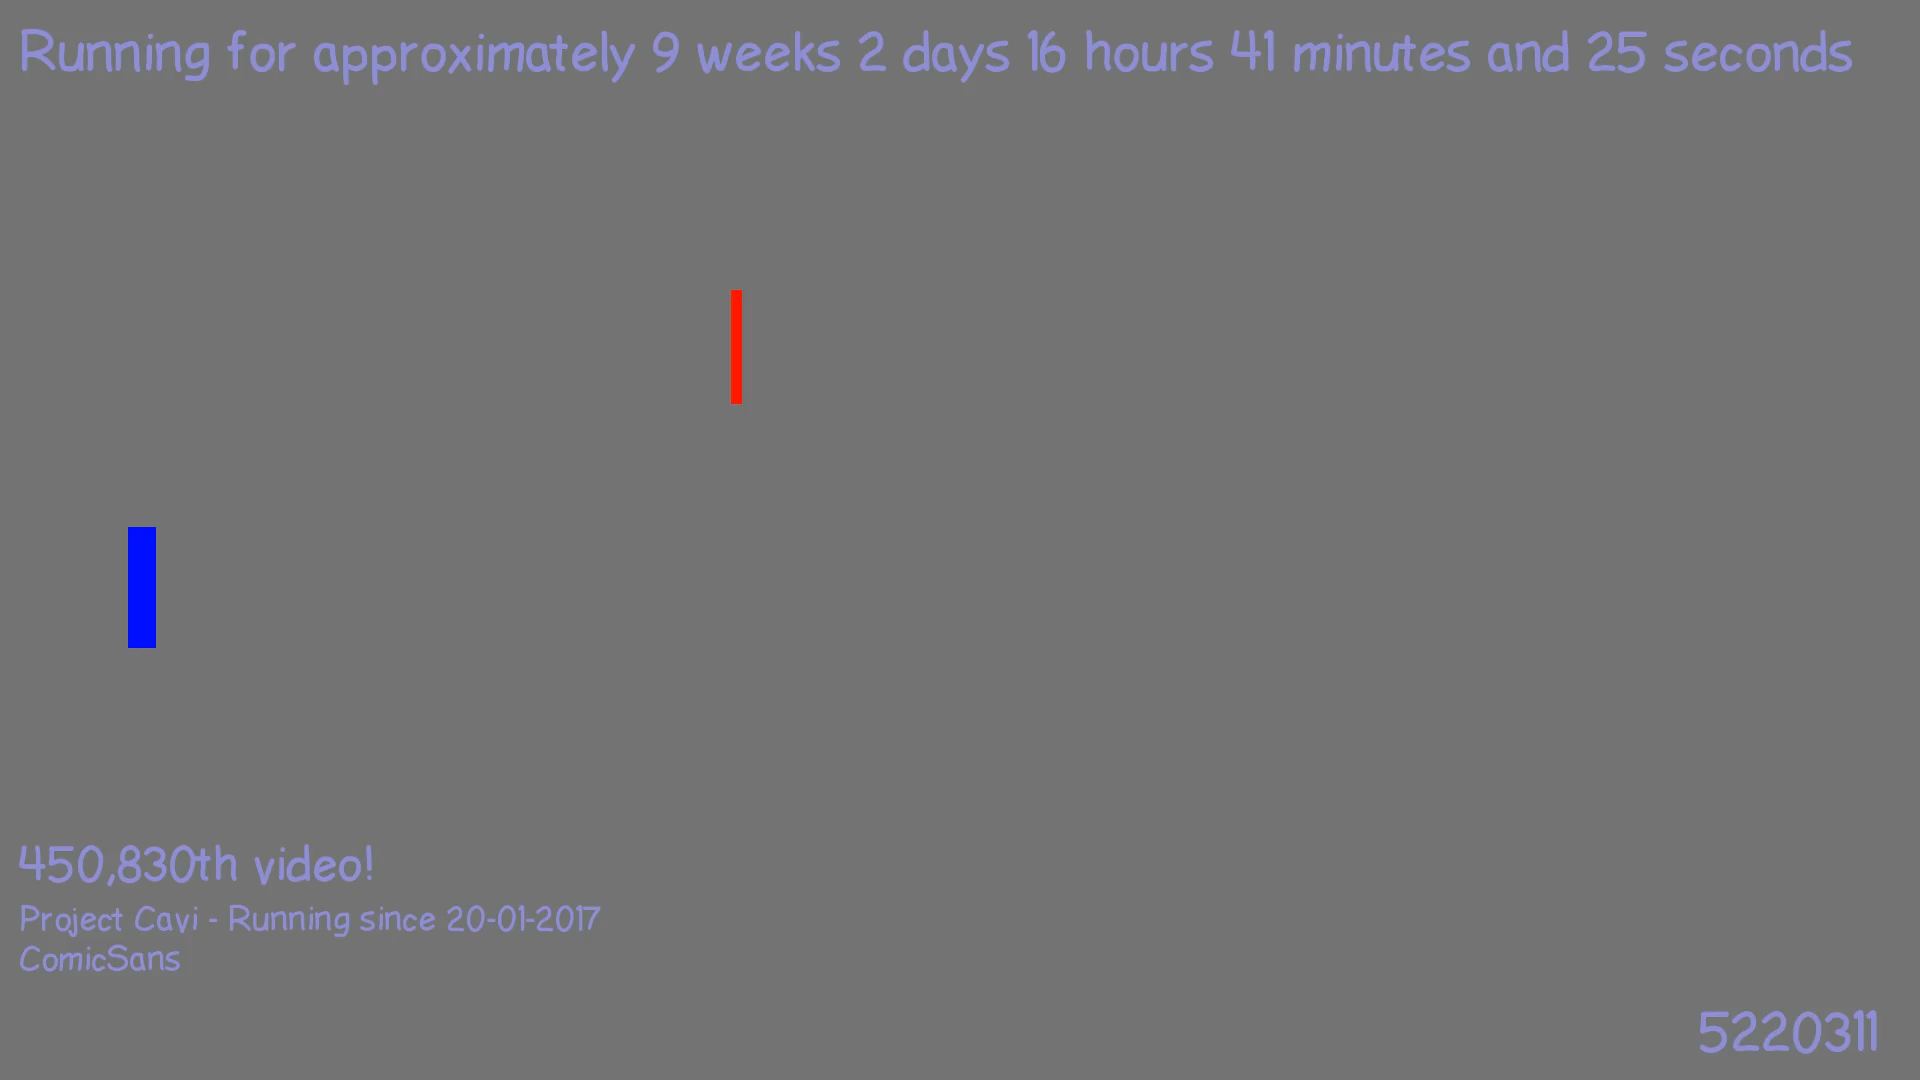 Running for approximately 9 weeks 2 days 16 hours 41 minutes and 25 seconds
450,830th video!
Project Cavi - Running since 20-01-2017
ComicSans
5220311